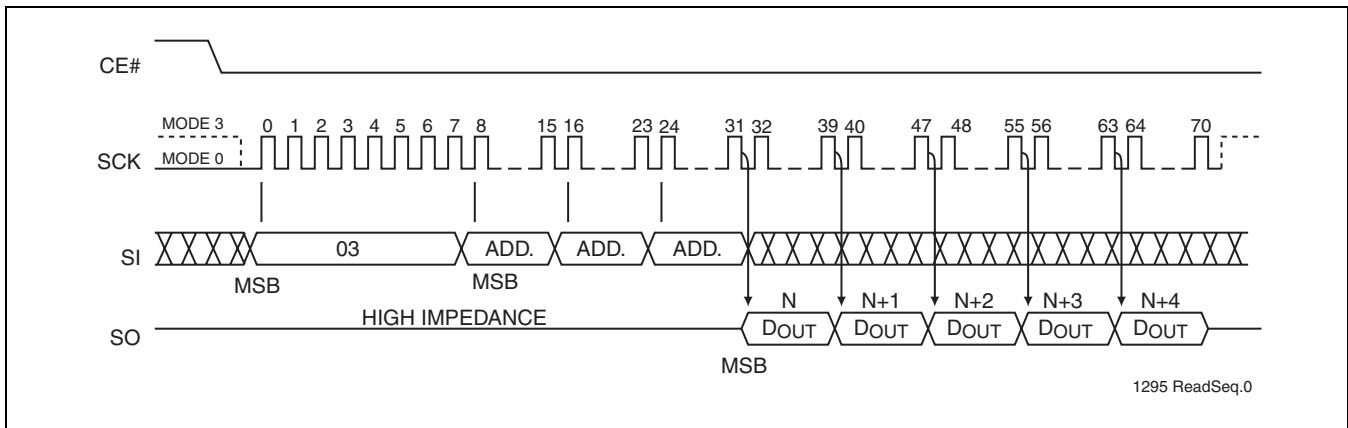 CE#
MODE 3
0 1 2 3 4 5 6 7 8 15 16 23 24 31 32 39 40 47 48 55 56 63 64 70
SCK
MODE 0
SI
03 ADD. ADD. ADD.
MSB MSB
N N+1 N+2 N+3 N+4
HIGH IMPEDANCE
SO
DOUT DOUT DOUT DOUT DOUT
MSB
1295 ReadSeq.0